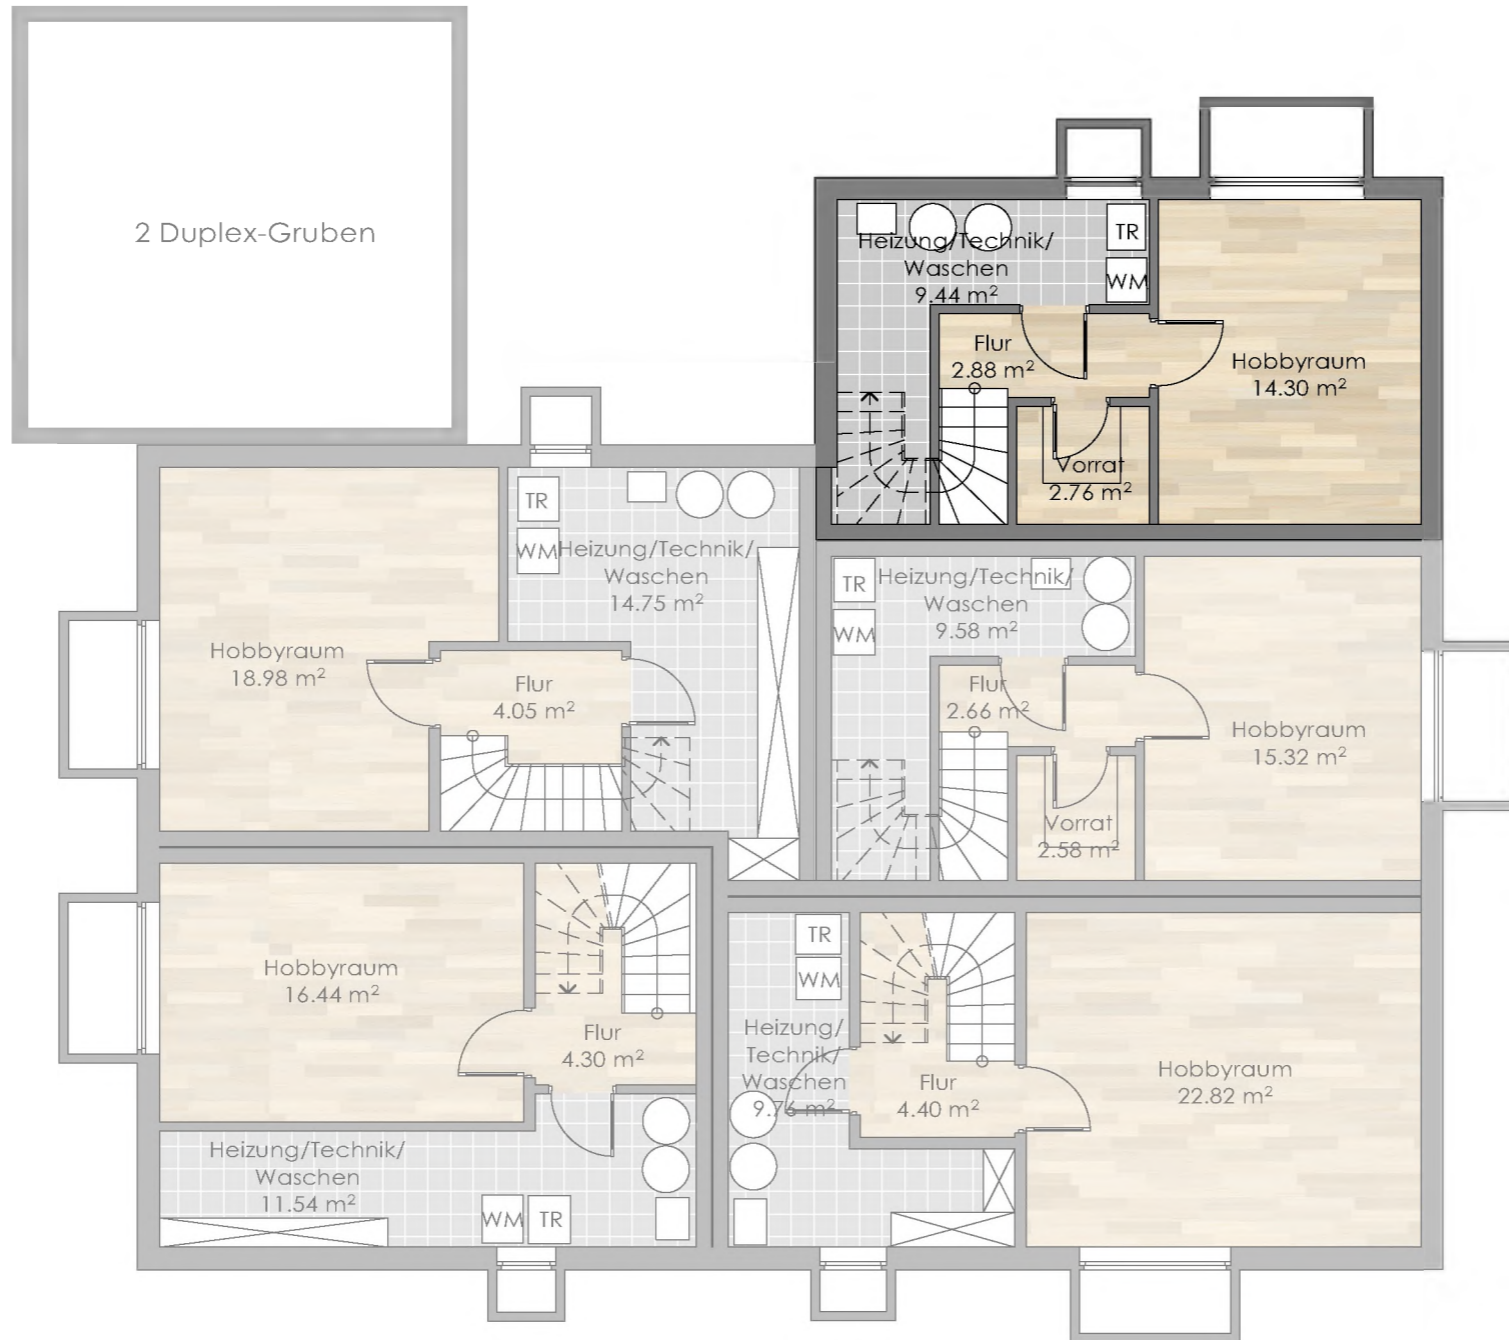 2 Duplex-Gruben
Heizung/Technik/
Waschen
9.44 m²
TR
WM
Flur
2.88 m²
Hobbyraum
14.30 m²
Vorrat
2.76 m²
Hobbyraum
18.98 m²
TR
WM
Heizung/Technik/
Waschen
14.75 m²
Flur
4.05 m²
TR
WM
Heizung/Technik/
Waschen
9.58 m²
Flur
2.66 m²
Hobbyraum
15.32 m²
Vorrat
2.58 m²
Hobbyraum
16.44 m²
Flur
4.30 m²
Heizung/Technik/
Waschen
11.54 m²
WM
TR
TR
WM
Heizung/
Technik/
Waschen
9.76 m²
Flur
4.40 m²
Hobbyraum
22.82 m²